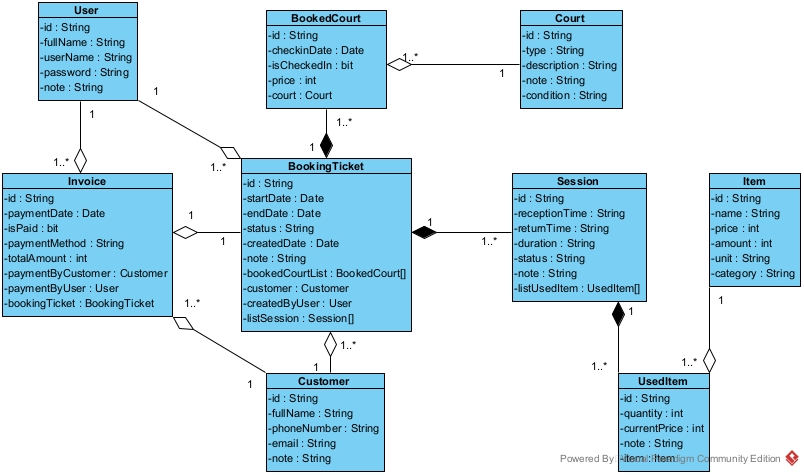 User
-id : String
-fullName : String
-userName : String
-password : String
-note : String
BookedCourt
-id : String
-checkinDate : Date
-isCheckedIn : bit
-price : int
-court : Court
Court
-id : String
-type : String
-description : String
-note : String
-condition : String
1..*
1
1
1
1..*
1
1..*
1..*
Invoice
-id : String
-paymentDate : Date
-isPaid : bit
-paymentMethod : String
-totalAmount : int
-paymentByCustomer : Customer
-paymentByUser : User
-bookingTicket : BookingTicket
1
1
BookingTicket
-id : String
-startDate : Date
-endDate : Date
-status : String
-createdDate : Date
-note : String
-bookedCourtList : BookedCourt[]
-customer : Customer
-createdByUser : User
-listSession : Session[]
1
1..*
Session
-id : String
-receptionTime : String
-returnTime : String
-duration : String
-status : String
-note : String
-listUsedItem : UsedItem[]
Item
-id : String
-name : String
-price : int
-amount : int
-unit : String
-category : String
1..*
1
1..*
1
1
1..*
1
1..*
Customer
-id : String
-fullName : String
-phoneNumber : String
-email : String
-note : String
UsedItem
-id : String
-quantity : int
-currentPrice : int
-note : String
-item : Item
Powered By Visual Paradigm Community Edition